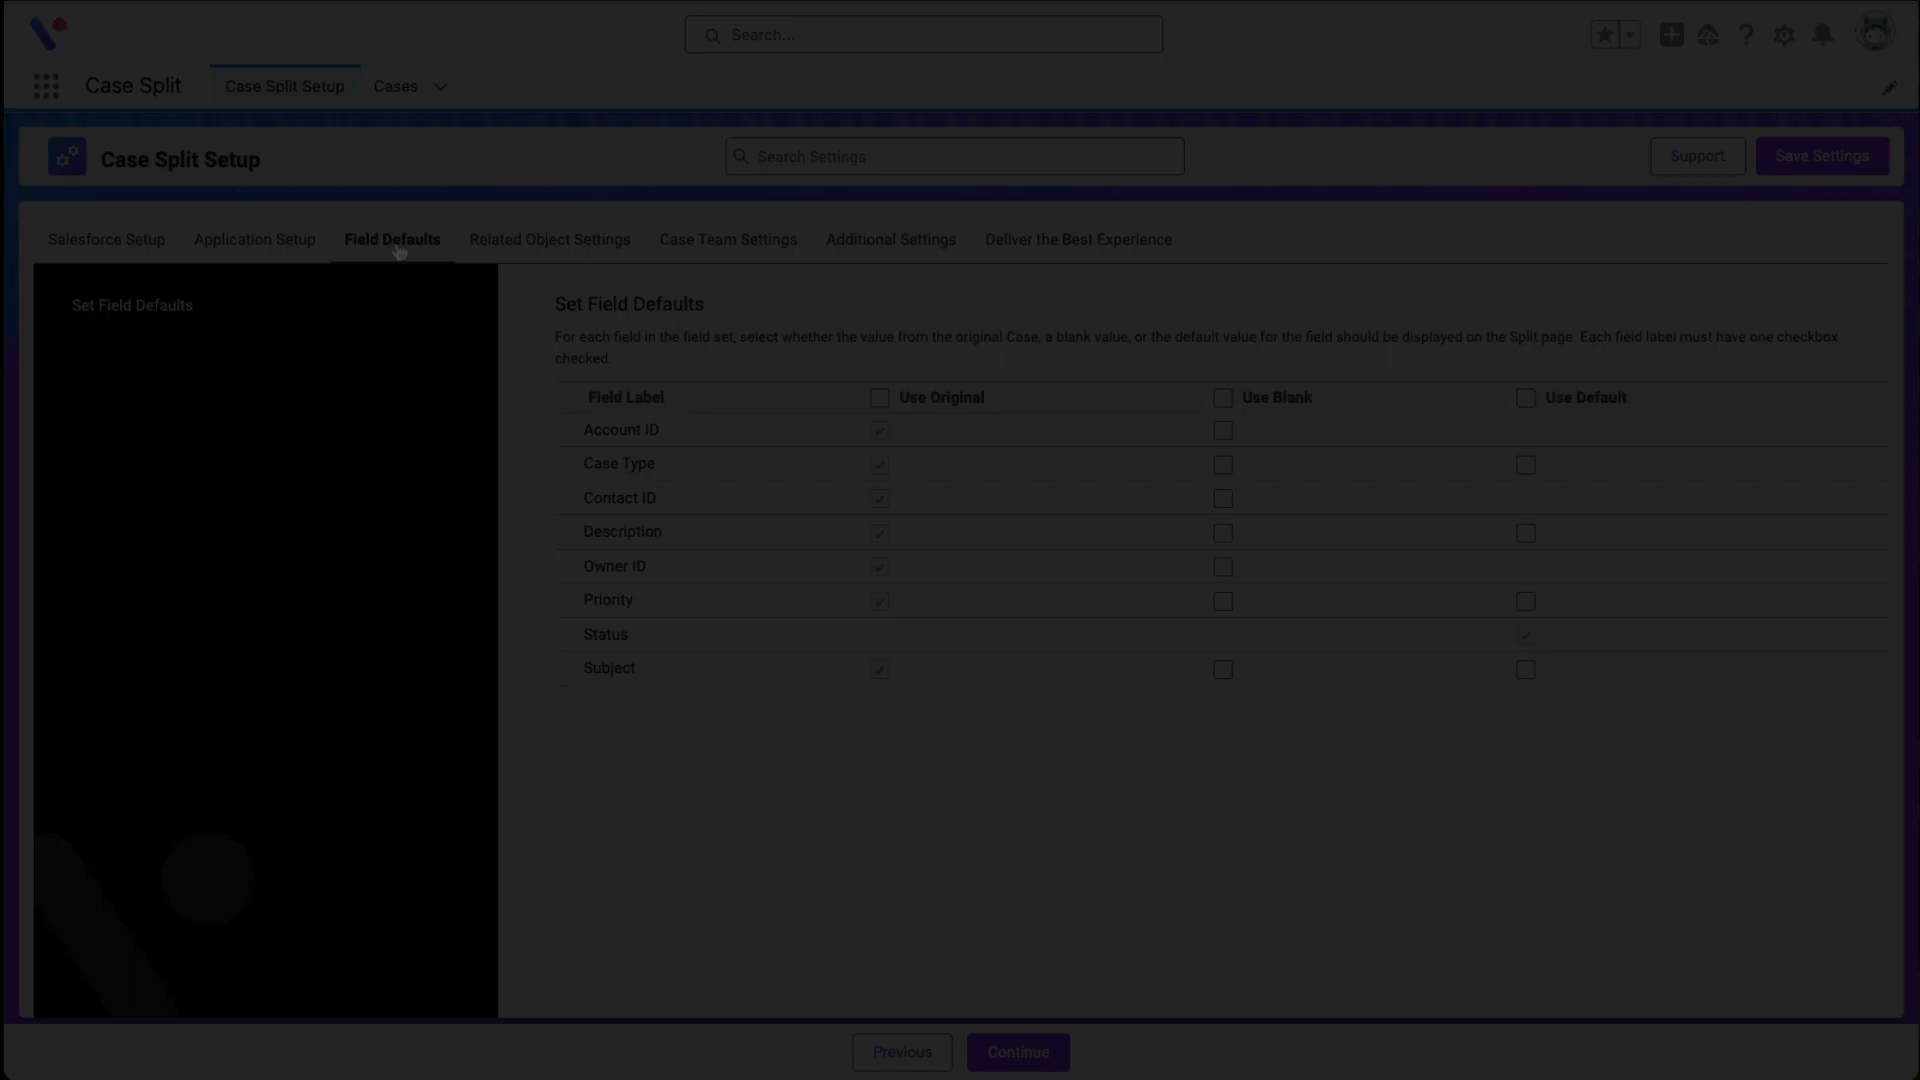 Search...
Case Split
Case Split Setup
Cases
Case Split Setup
Search Settings
Support
Save Settings
Salesforce Setup
Application Setup
Field Defaults
Related Object Settings
Case Team Settings
Additional Settings
Deliver the Best Experience
Set Field Defaults
Set Field Defaults
For each field in the field set, select whether the value from the original Case, a blank value, or the default value for the field should be displayed on the Split page. Each field label must have one checkbox
checked.
Field Label
Use Original
Use Blank
Use Default
Account ID
Case Type
Contact ID
Description
Owner ID
Priority
Status
Subject
Previous
Continue